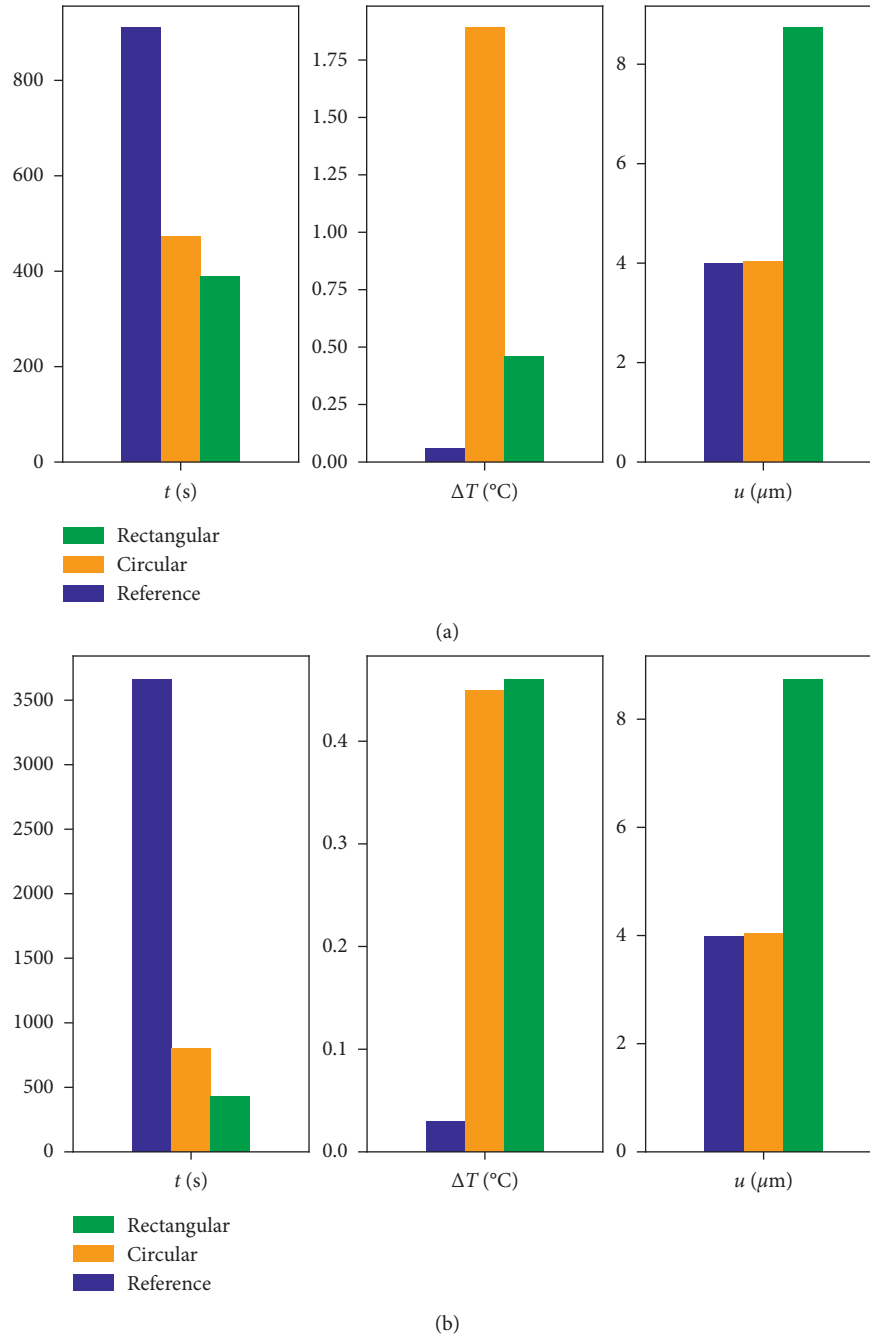 800
600
400
200
0
t (s)
1.75
1.50
1.25
1.00
0.75
0.50
0.25
0.00
ΔT (°C)
8
6
4
2
0
u (μm)
Rectangular
Circular
Reference
(a)
3500
3000
2500
2000
1500
1000
500
0
t (s)
0.4
0.3
0.2
0.1
0.0
ΔT (°C)
8
6
4
2
0
u (μm)
Rectangular
Circular
Reference
(b)